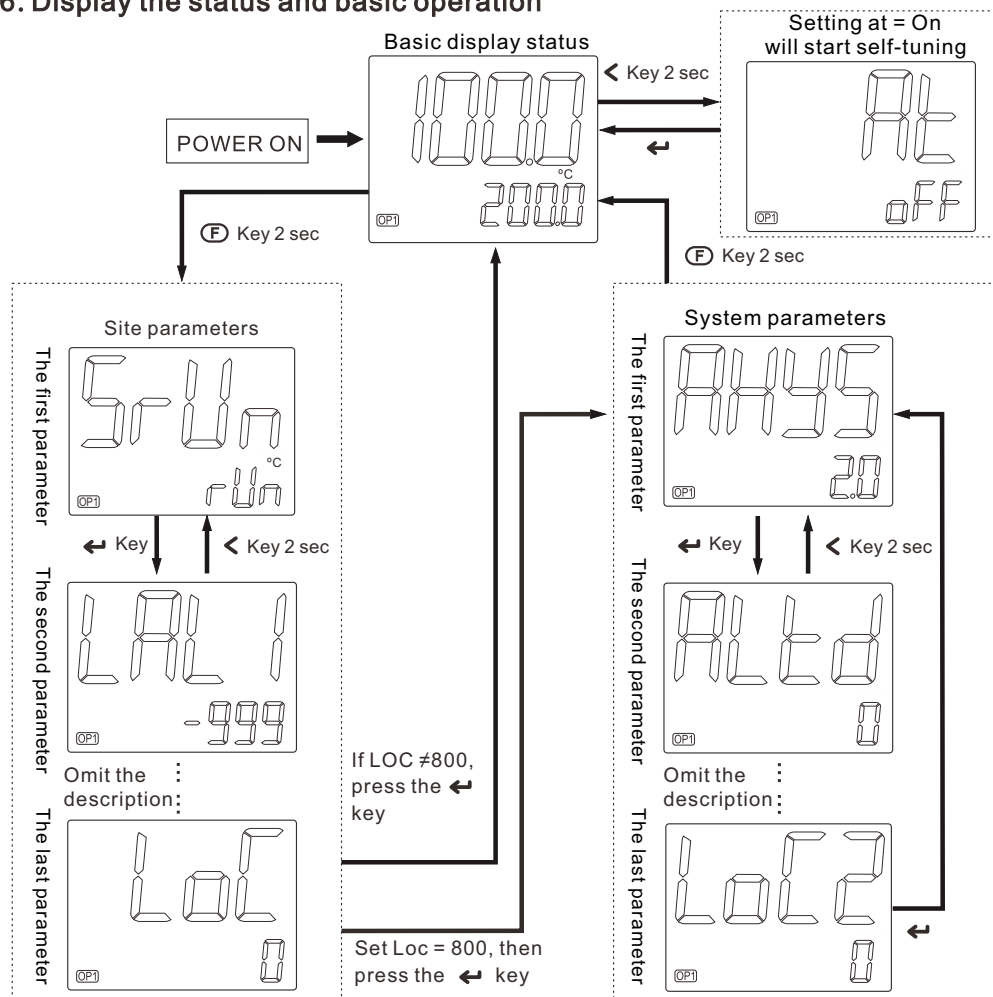 6. Display the status and basic operation
Basic display status
100.0
°C
200.0
OP1
POWER ON
< Key 2 sec
↵
Setting at = On
will start self-tuning
At
oFF
OP1
F Key 2 sec
F Key 2 sec
Site parameters
The first parameter
SrUn
°C
rUn
OP1
↵ Key
< Key 2 sec
The second parameter
LAL1
-999
OP1
Omit the
description
The last parameter
LoC
0
OP1
If LOC ≠800,
press the ↵
key
Set Loc = 800, then
press the ↵ key
System parameters
The first parameter
AHYS
2.0
OP1
↵ Key
< Key 2 sec
The second parameter
ALtd
0
OP1
Omit the
description
The last parameter
LoC2
0
OP1
↵